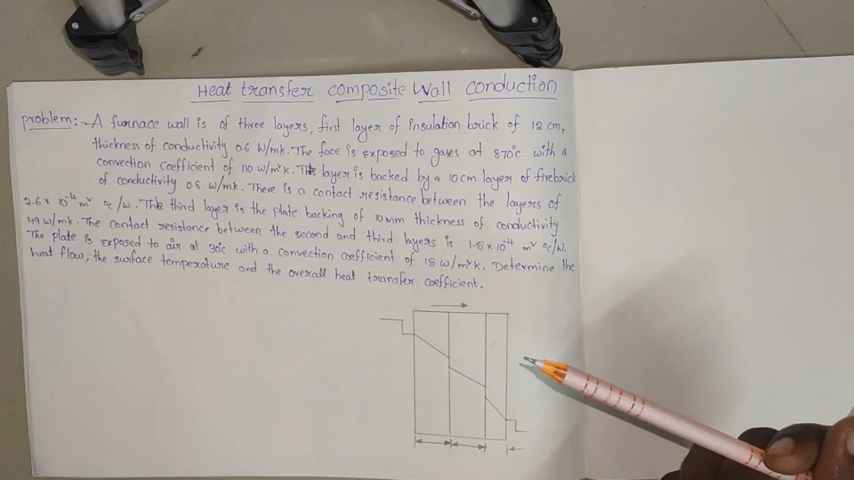 Heat transfer composite Wall conduction
problem:- A furnace wall is of three layers, first layer of insulation brick of 12 cm,
thickness of conductivity 0.6 W/mk. The face is exposed to gases at 870°c with a
convection coefficient of 110 w/m²k. The layer is backed by a 10 cm layer of firebrick
of conductivity 0.8 w/mk. There is a contact resistance between the layers of
2.6 x 10⁻⁴ m² °c/w. The third layer is the plate backing of 10 mm thickness of conductivity
49 w/mk. The contact resistance between the second and third layers is 1.5 x 10⁻⁴ m² °c/w.
The plate is exposed to air at 30°c with a convection coefficient of 15 w/m²k. Determine the
heat flow, the surface temperature and the overall heat transfer coefficient.